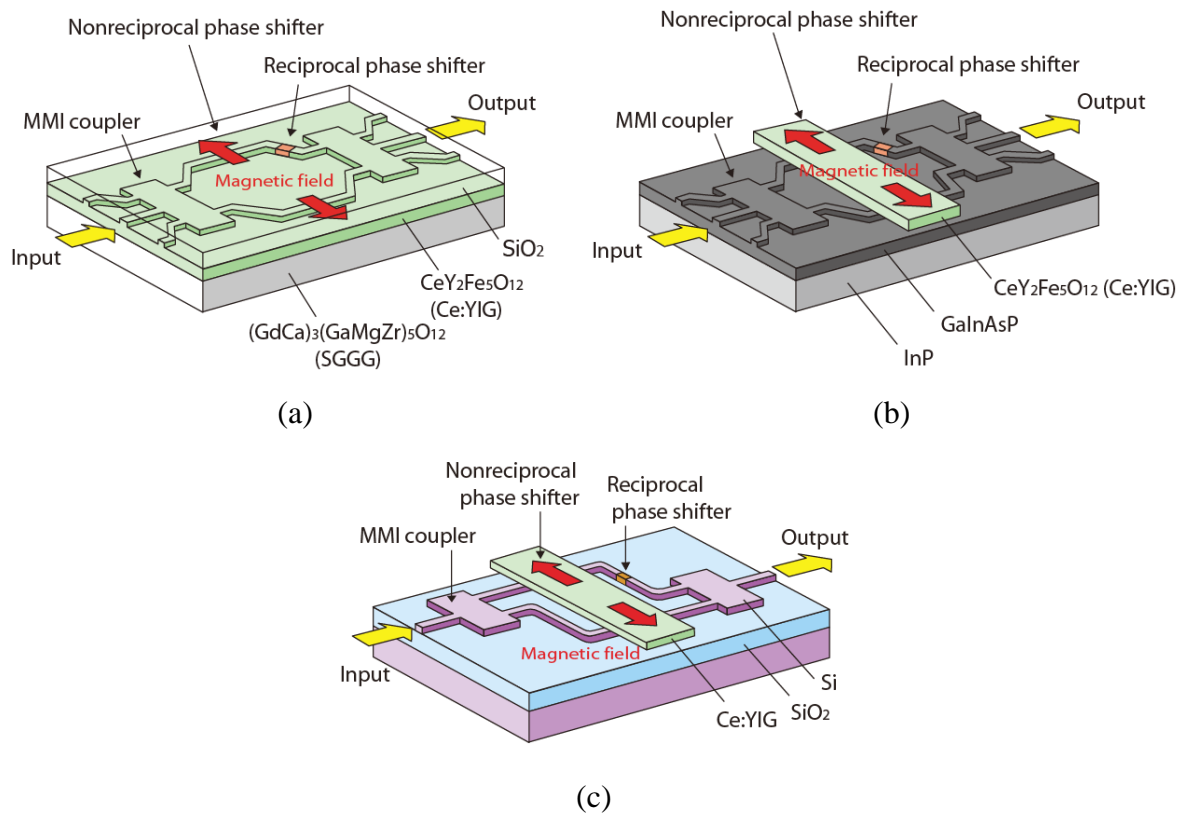 Nonreciprocal phase shifter
Reciprocal phase shifter
MMI coupler
Output
Magnetic field
Input
SiO2
CeY2Fe5O12
(Ce:YIG)
(GdCa)3(GaMgZr)5O12
(SGGG)
(a)
Nonreciprocal phase shifter
Reciprocal phase shifter
MMI coupler
Output
Magnetic field
Input
CeY2Fe5O12 (Ce:YIG)
GaInAsP
InP
(b)
Nonreciprocal
phase shifter
Reciprocal
phase shifter
MMI coupler
Output
Magnetic field
Input
Si
SiO2
Ce:YIG
(c)